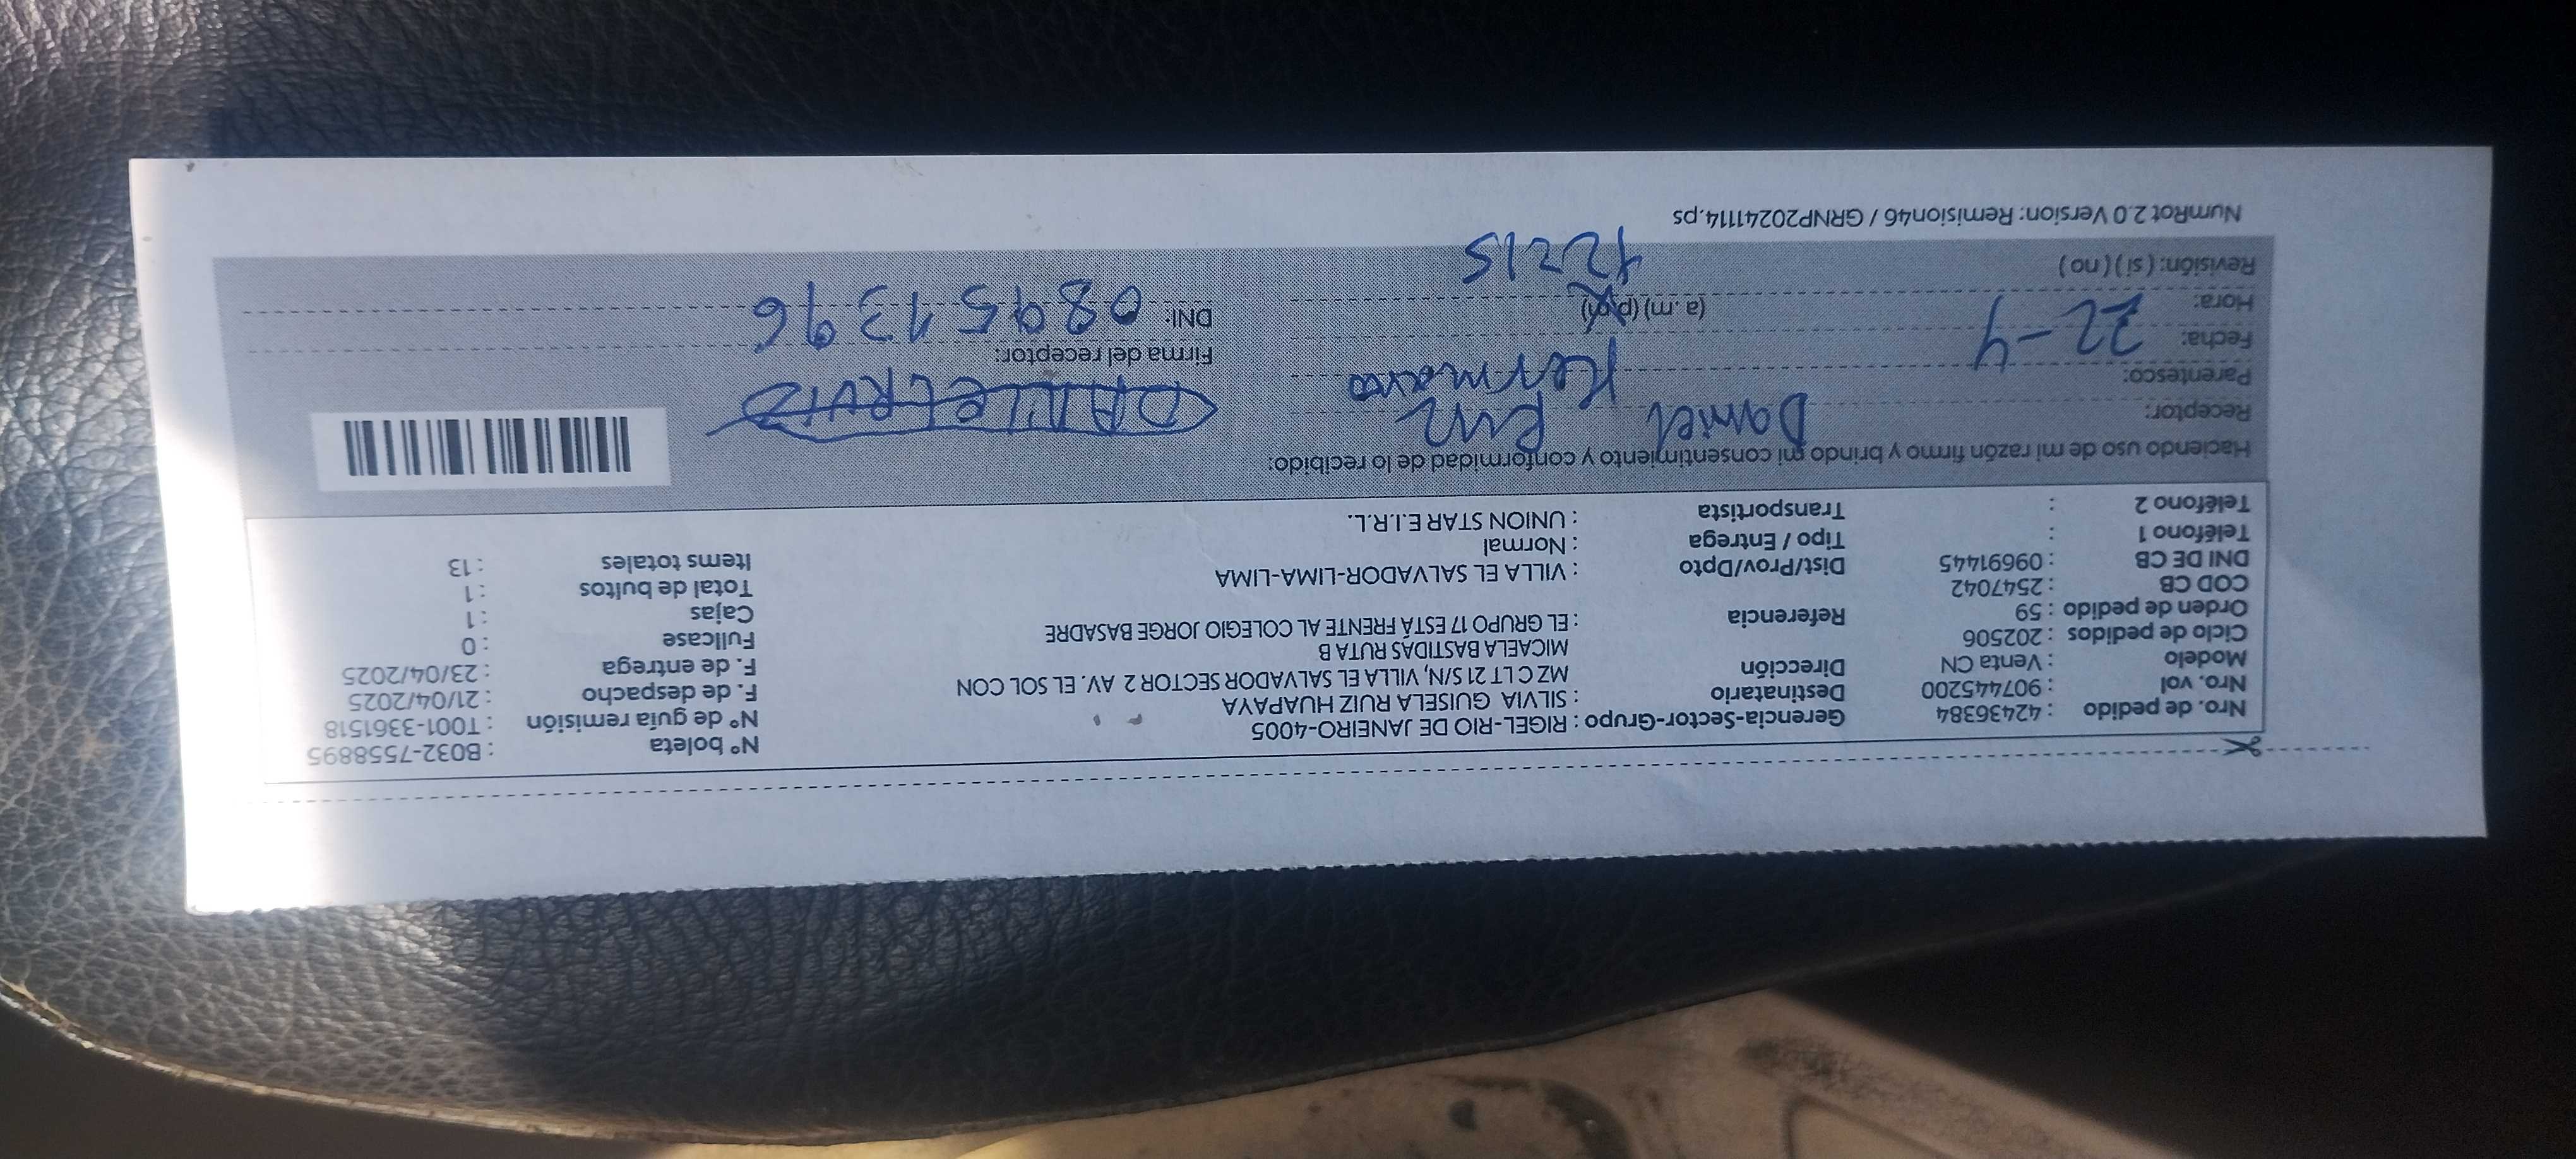 Nro. de pedido : 42436384 Gerencia-Sector-Grupo : RIGEL-RIO DE JANEIRO-4005 N° boleta : B032-7558895
Nro. vol : 907445200 Destinatario : SILVIA GUISELA RUIZ HUAPAYA N° de guía remisión : T001-3361518
Modelo : Venta CN Dirección MZ C LT 21 S/N, VILLA EL SALVADOR SECTOR 2 AV. EL SOL CON F. de despacho : 21/04/2025
Ciclo de pedidos : 202506 MICAELA BASTIDAS RUTA B F. de entrega : 23/04/2025
Orden de pedido : 59 Referencia : EL GRUPO 17 ESTÁ FRENTE AL COLEGIO JORGE BASADRE Fullcase : 0
COD CB : 2547042 Cajas : 1
DNI DE CB : 09691445 Dist/Prov/Dpto : VILLA EL SALVADOR-LIMA-LIMA Total de bultos : 1
Teléfono 1 : Tipo / Entrega : Normal Items totales : 13
Teléfono 2 : Transportista : UNION STAR E.I.R.L.
Haciendo uso de mi razón firmo y brindo mi consentimiento y conformidad de lo recibido:
Receptor: Daniel Ruiz
Parentesco: Hermano
Firma del receptor:
Fecha: 22-4
Hora: (a. m) (p.m) DNI: 08951396
Revisión: ( si ) ( no ) 12:15
NumRot 2.0 Version: Remision46 / GRNP20241114.ps